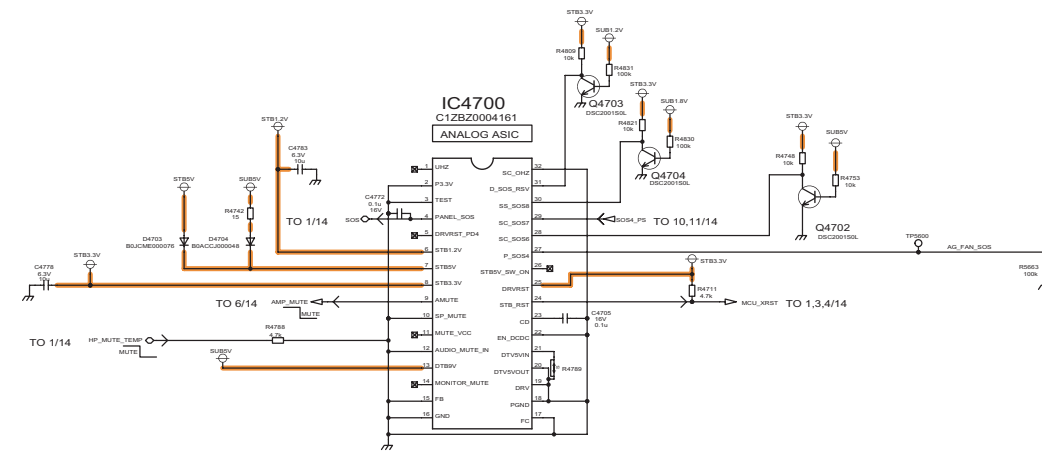 STB3.3V
SUB1.2V
R4809
10k
R4831
100k
Q4703
DSC2001S0L
STB3.3V
SUB1.8V
R4821
10k
R4830
100k
Q4704
DSC2001S0L
STB3.3V
SUB5V
R4748
10k
R4753
10k
Q4702
DSC2001S0L
IC4700
C1ZBZ0004161
ANALOG ASIC
STB1.2V
C4783
6.3V
10u
STB5V
SUB5V
R4742
15
D4703
B0JCME000076
D4704
B0ACCJ000048
TO 1/14
C4772
0.1u
16V
SOS
C4778
6.3V
10u
STB3.3V
TO 6/14
AMP_MUTE
MUTE
TO 1/14
HP_MUTE_TEMP
MUTE
R4788
4.7k
SUB5V
1 UHZ
2 P3.3V
3 TEST
4 PANEL_SOS
5 DRVRST_PD4
6 STB1.2V
7 STB5V
8 STB3.3V
9 AMUTE
10 SP_MUTE
11 MUTE_VCC
12 AUDIO_MUTE_IN
13 DTB9V
14 MONITOR_MUTE
15 FB
16 GND
SC_OHZ 32
D_SOS_RSV 31
SS_SOS8 30
SC_SOS7 29
SC_SOS6 28
P_SOS4 27
STB5V_SW_ON 26
DRVRST 25
STB_RST 24
CD 23
EN_DCDC 22
DTV5VIN 21
DTV5VOUT 20
DRV 19
PGND 18
FC 17
SOS4_PS
TO 10,11/14
TP5600
AG_FAN_SOS
R5663
100k
STB3.3V
R4711
4.7k
MCU_XRST
TO 1,3,4/14
C4705
16V
0.1u
R4789